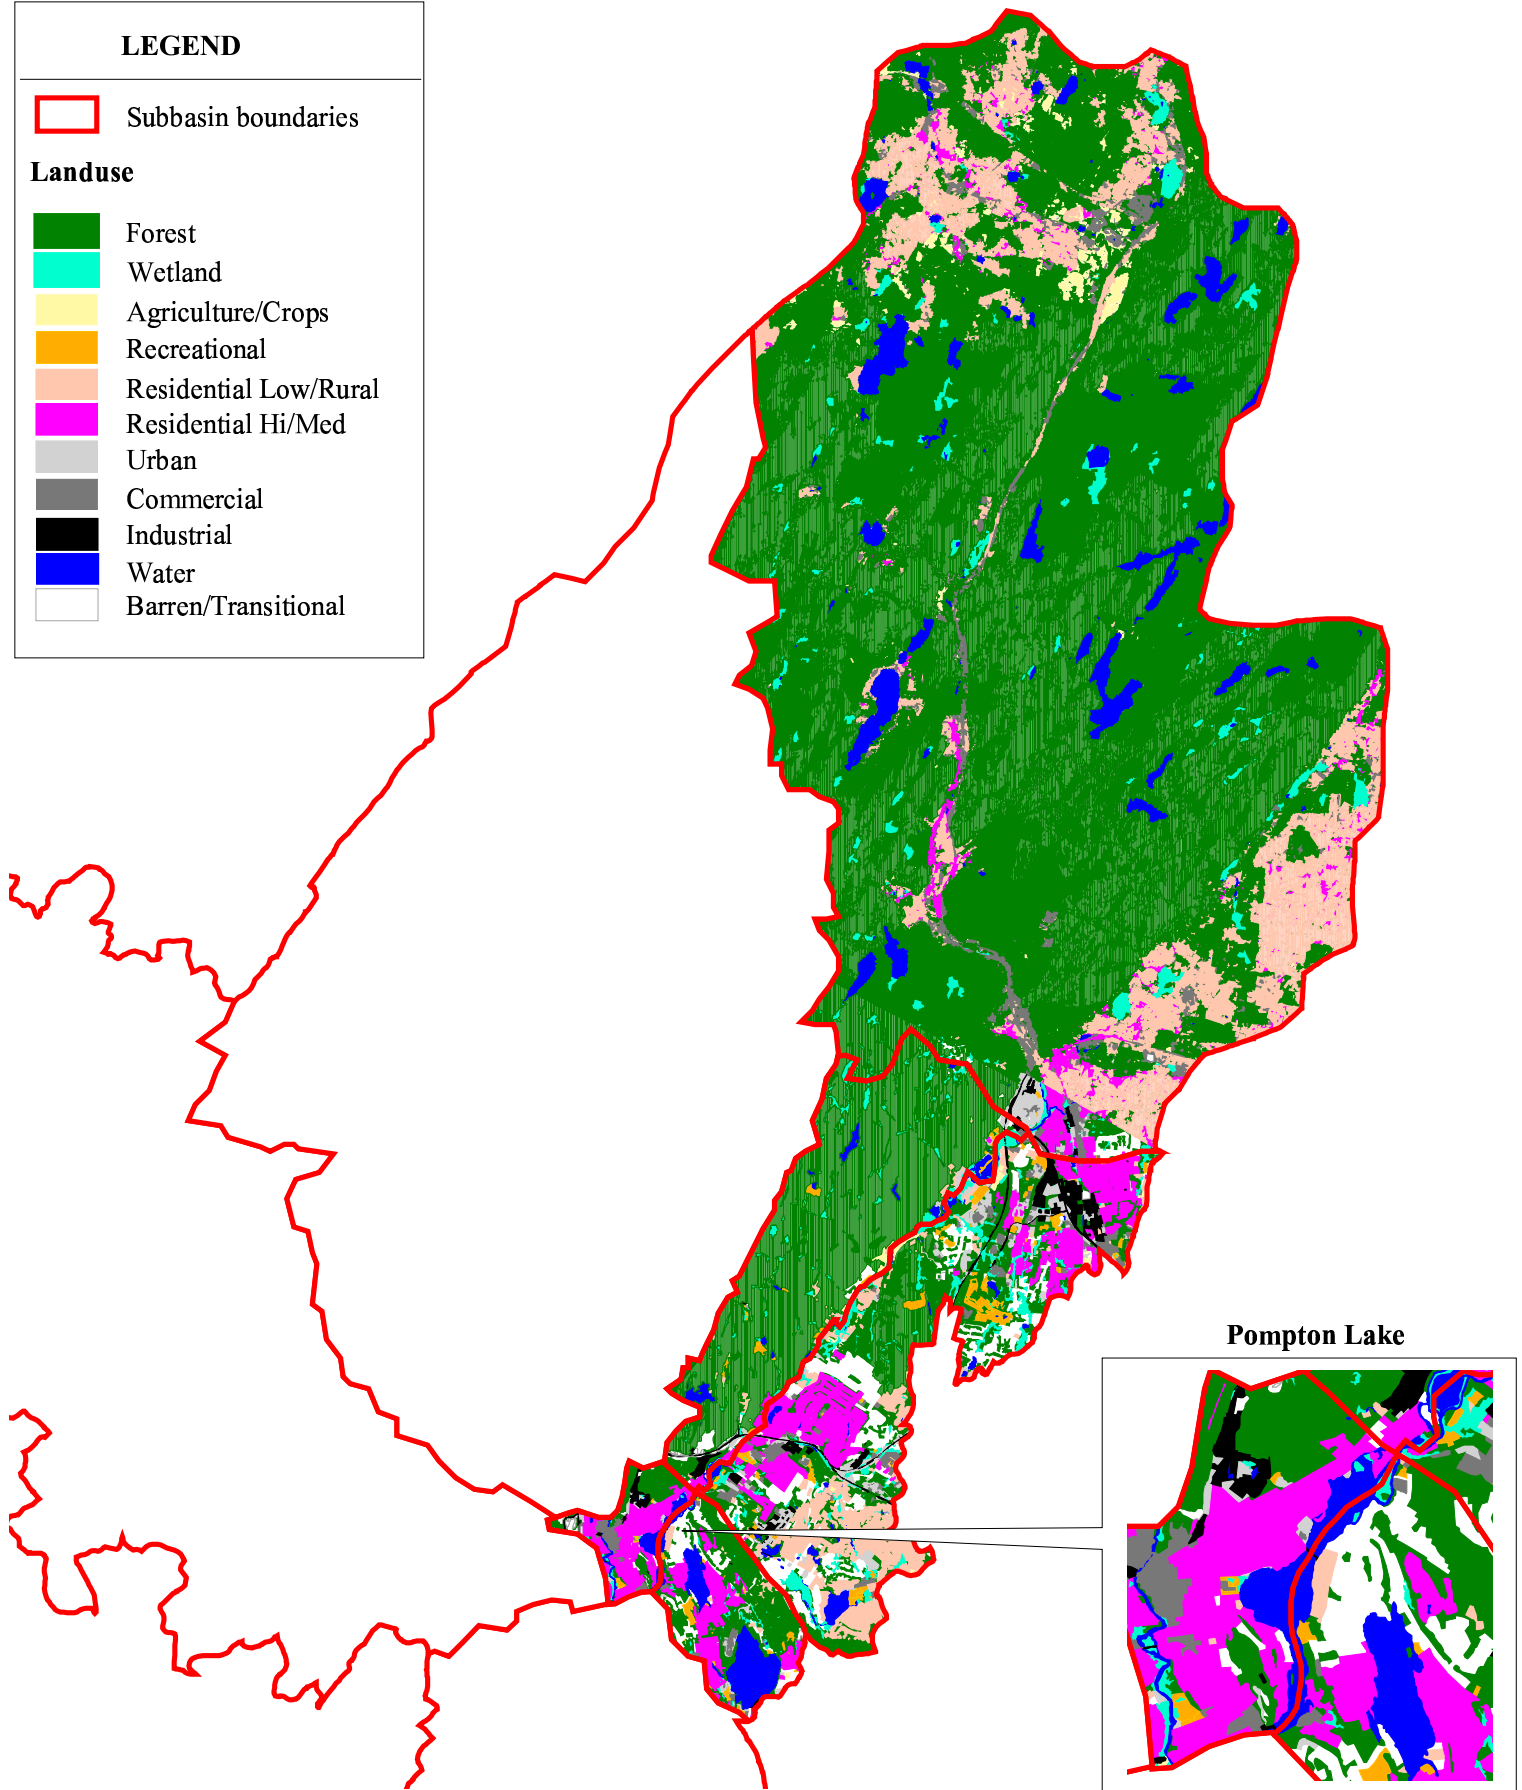 LEGEND
Subbasin boundaries
Landuse
Forest
Wetland
Agriculture/Crops
Recreational
Residential Low/Rural
Residential Hi/Med
Urban
Commercial
Industrial
Water
Barren/Transitional
Pompton Lake